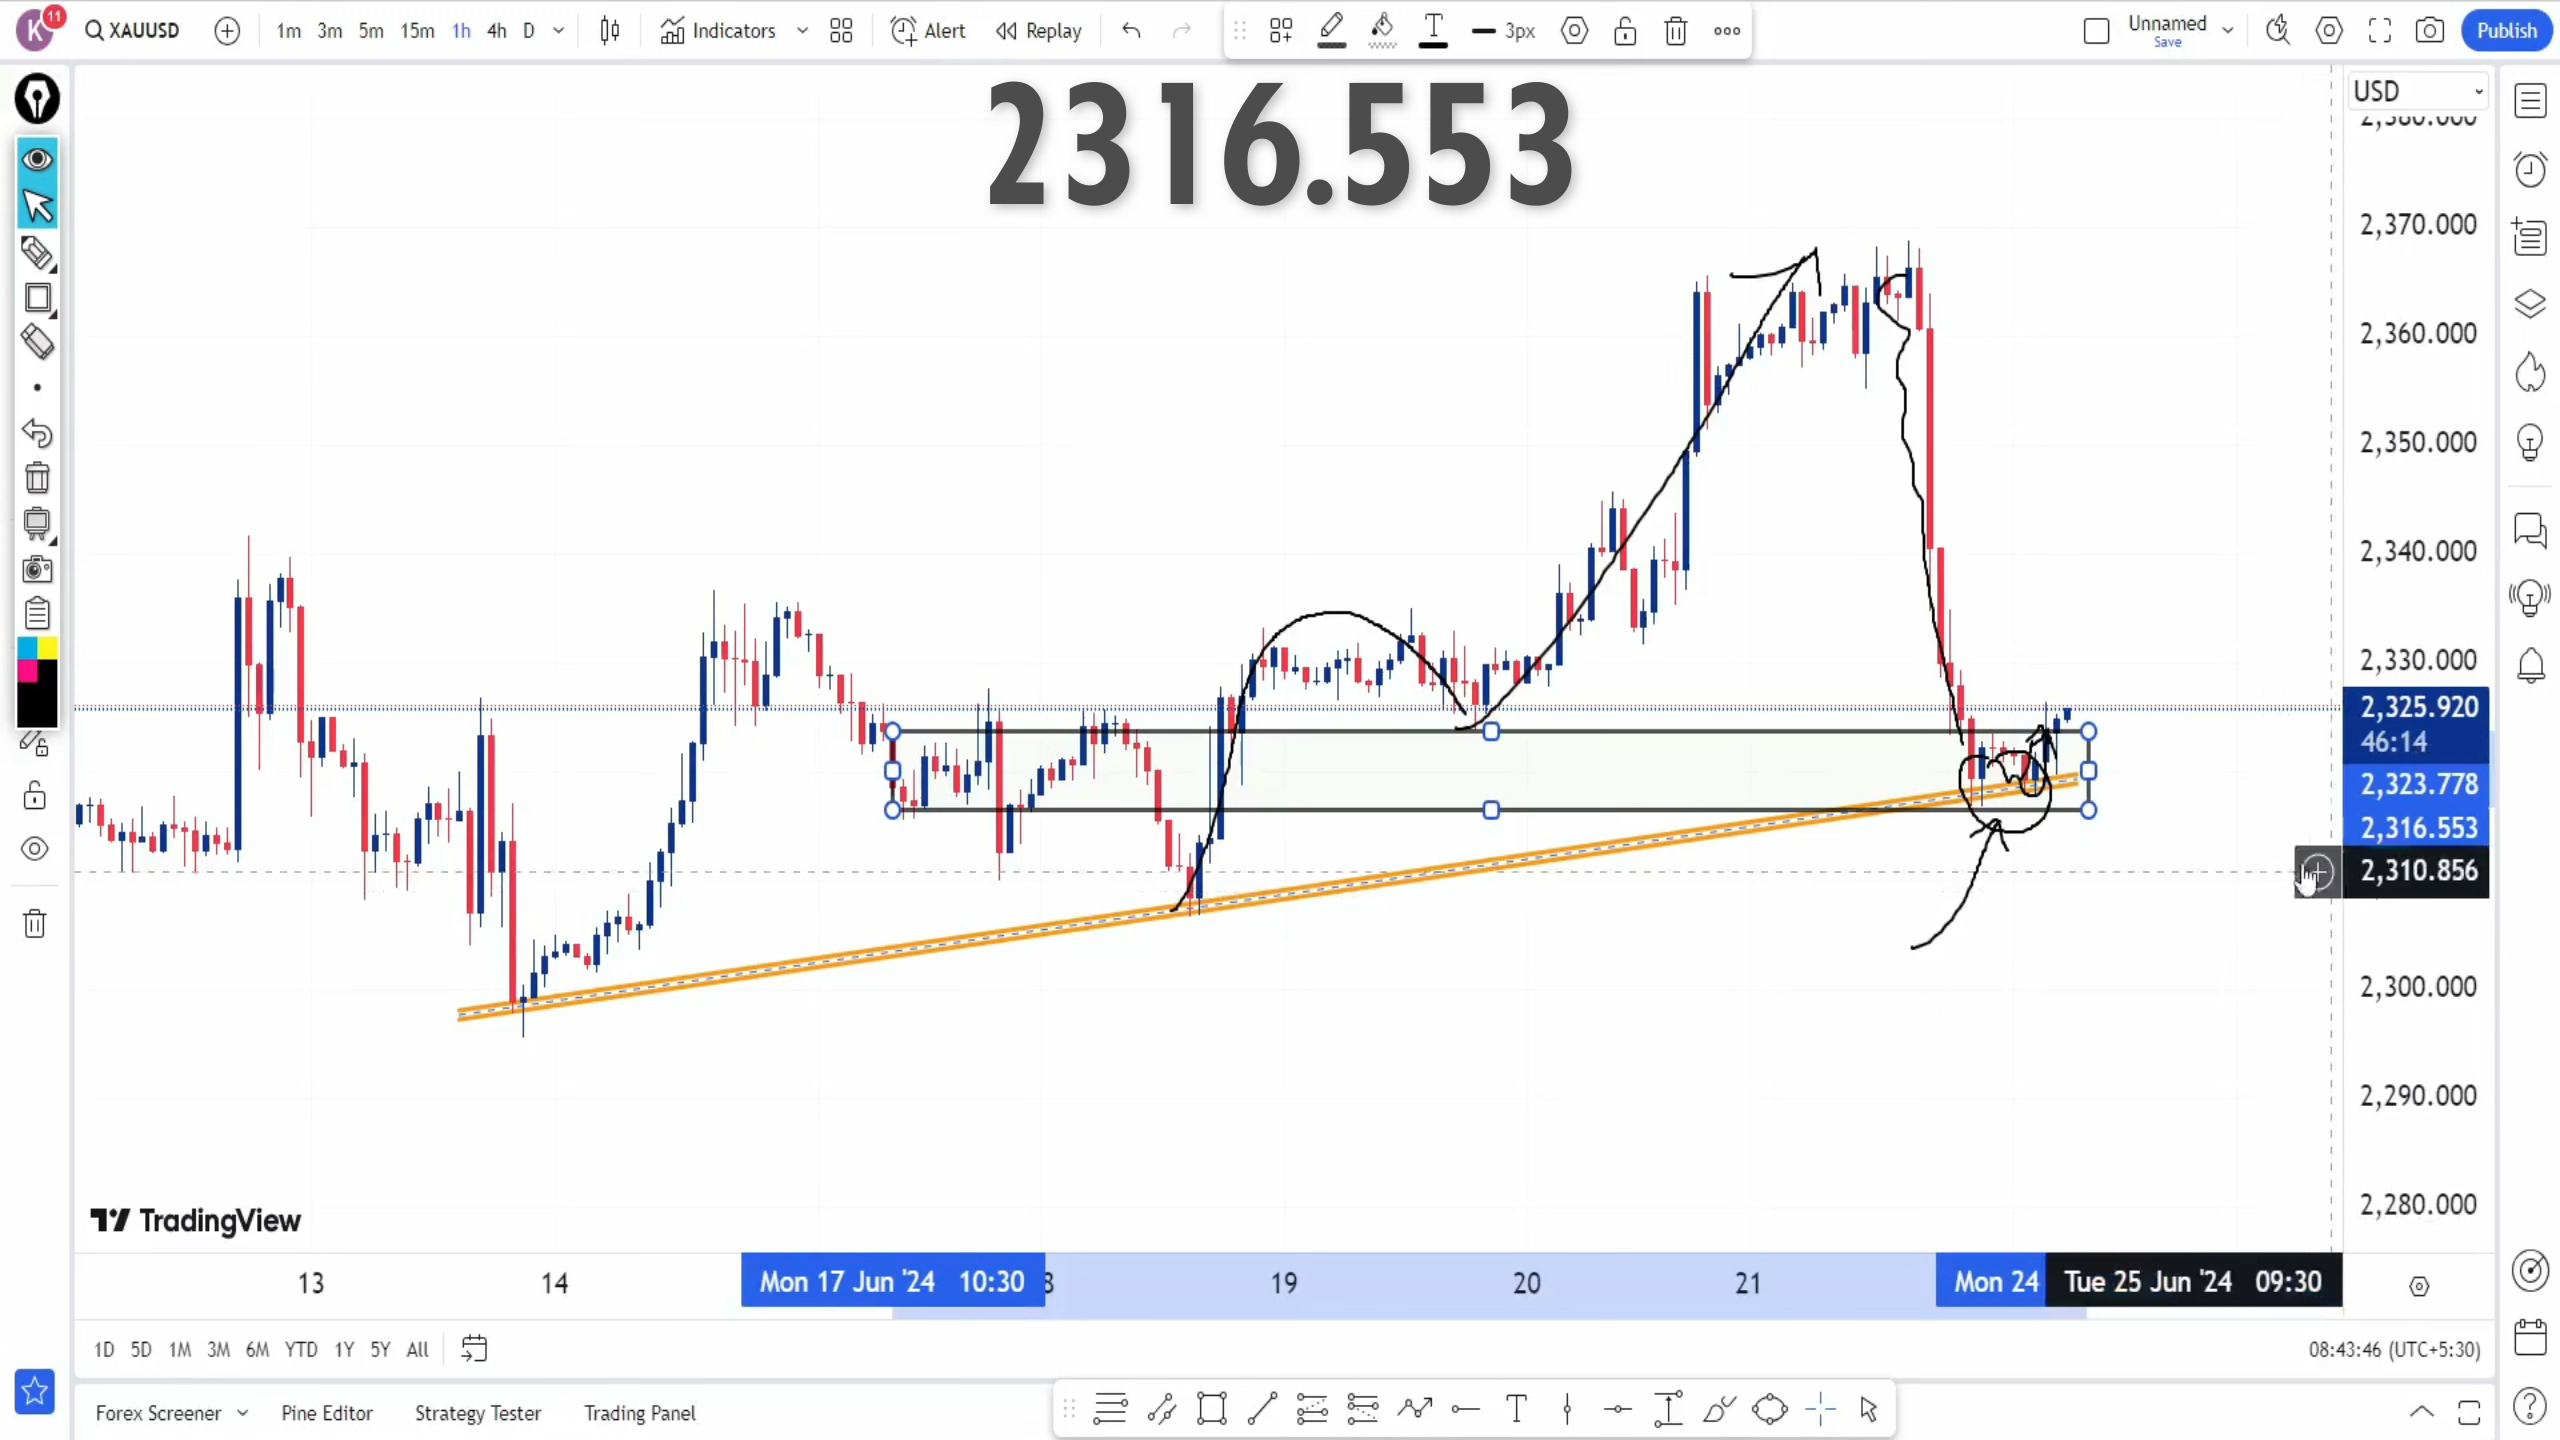 K 11 XAUUSD 1m 3m 5m 15m 1h 4h D Indicators Alert Replay T 3px Unnamed Save Publish
2316.553
USD
2,380.000
2,370.000
2,360.000
2,350.000
2,340.000
2,330.000
2,325.920
46:14
2,323.778
2,316.553
2,310.856
2,300.000
2,290.000
2,280.000
TradingView
13 14 Mon 17 Jun '24 10:30 8 19 20 21 Mon 24 Tue 25 Jun '24 09:30
1D 5D 1M 3M 6M YTD 1Y 5Y All 08:43:46 (UTC+5:30)
Forex Screener Pine Editor Strategy Tester Trading Panel T